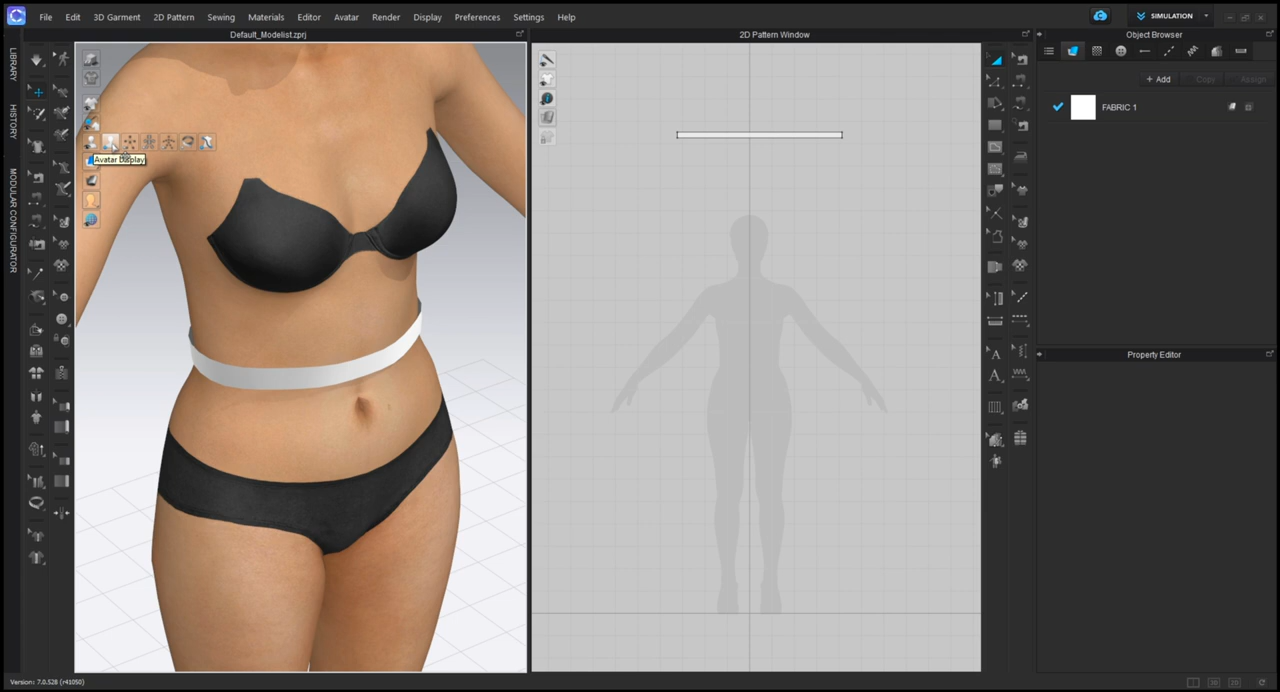 File Edit 3D Garment 2D Pattern Sewing Materials Editor Avatar Render Display Preferences Settings Help
SIMULATION
Default_Modelist.zprj
2D Pattern Window
Object Browser
LIBRARY
HISTORY
MODULAR CONFIGURATOR
+ Add Copy Assign
FABRIC 1
Avatar Display
Property Editor
Version: 7.0.528 (r41050)
3D
2D